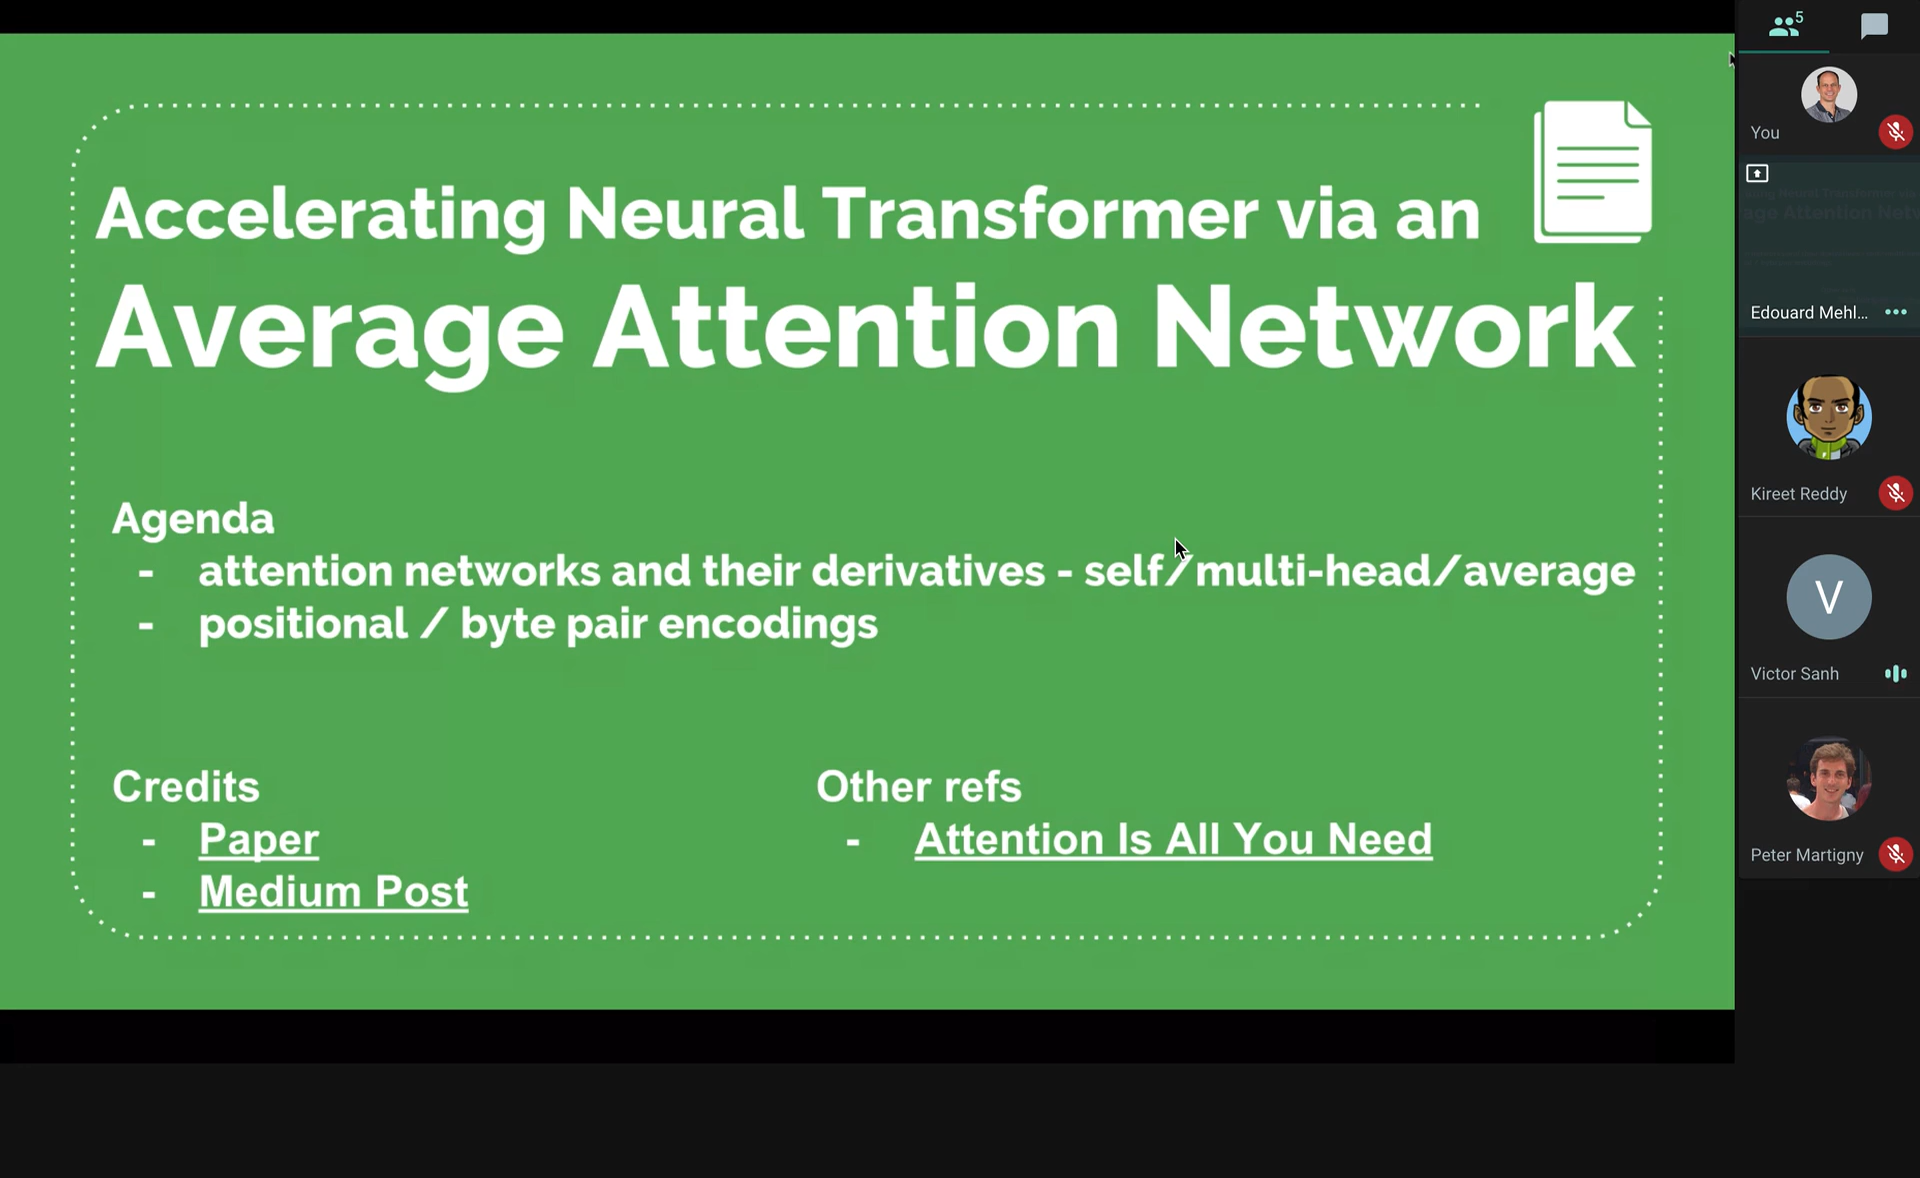 Accelerating Neural Transformer via an
Average Attention Network
Agenda
- attention networks and their derivatives - self/multi-head/average
- positional / byte pair encodings
Credits
- Paper
- Medium Post
Other refs
- Attention Is All You Need
5
You
Edouard Mehl...
Kireet Reddy
V
Victor Sanh
Peter Martigny